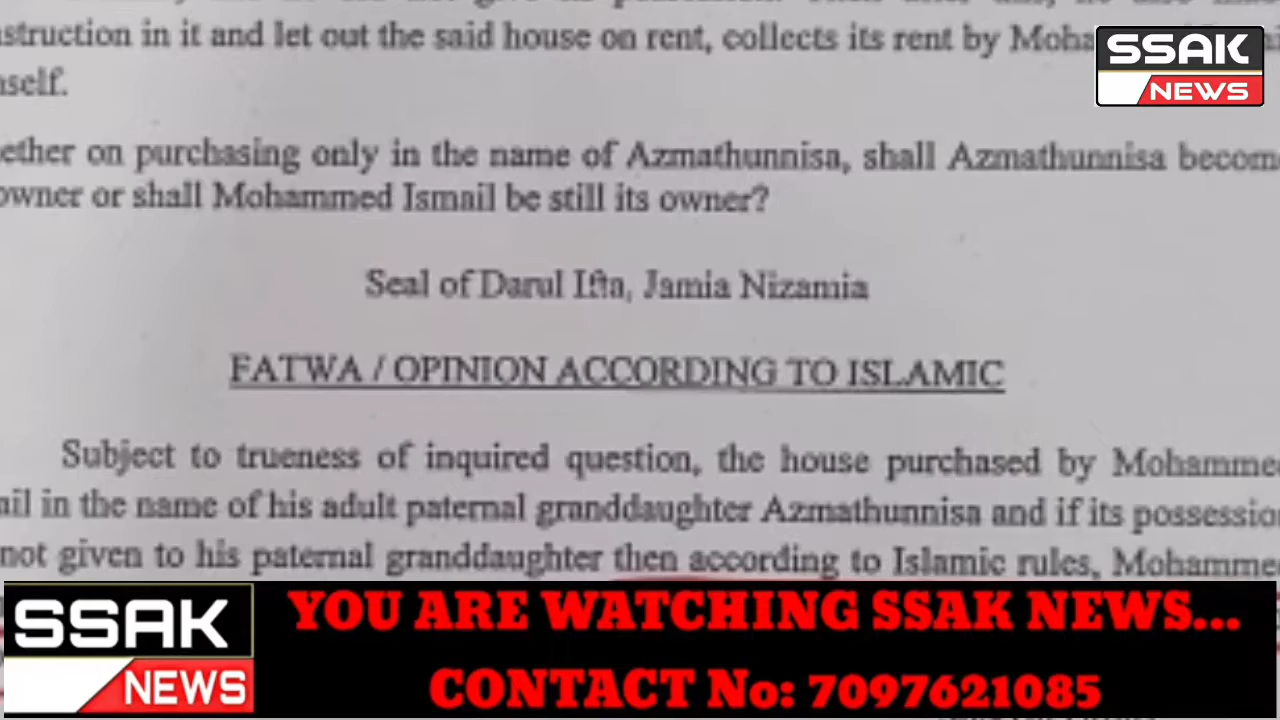 struction in it and let out the said house on rent, collects its rent by Moha
self.
SSAK
NEWS
ether on purchasing only in the name of Azmathunnisa, shall Azmathunnisa becom
owner or shall Mohammed Ismail be still its owner?
Seal of Darul Ifta, Jamia Nizamia
FATWA / OPINION ACCORDING TO ISLAMIC
Subject to trueness of inquired question, the house purchased by Mohamme
ail in the name of his adult paternal granddaughter Azmathunnisa and if its possessio
not given to his paternal granddaughter then according to Islamic rules, Mohamme
SSAK
NEWS
YOU ARE WATCHING SSAK NEWS...
CONTACT No: 7097621085